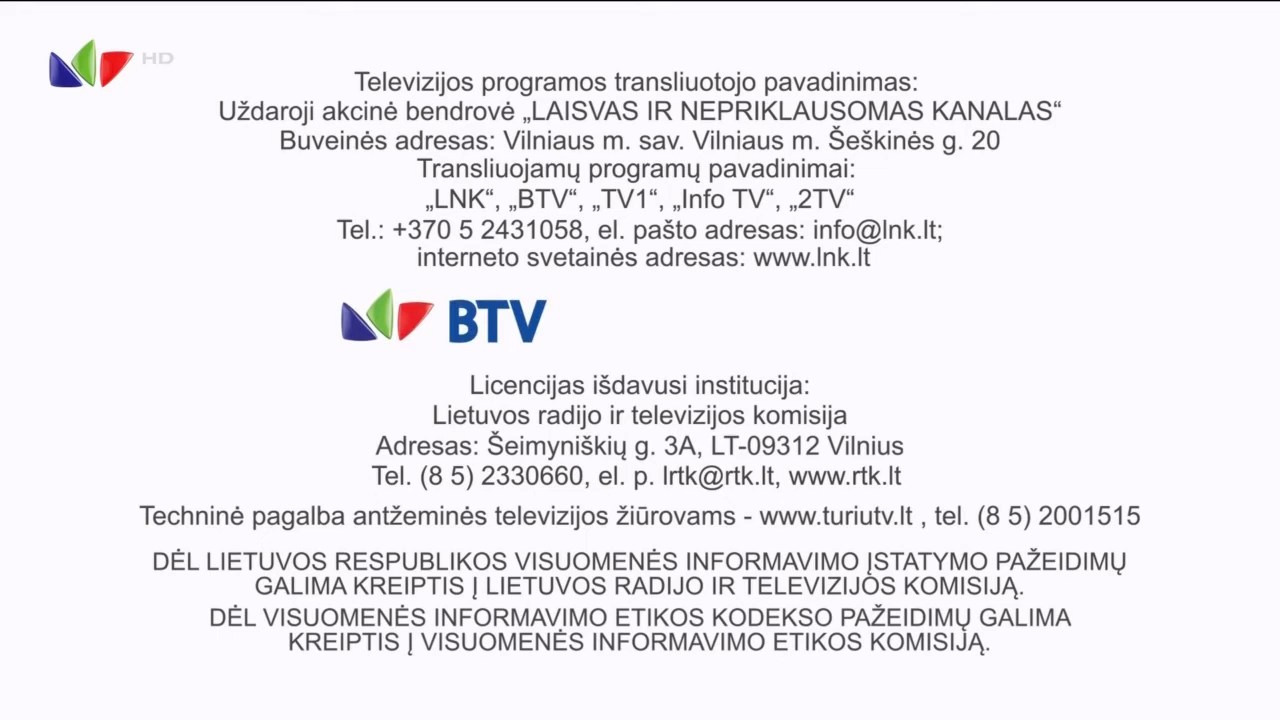 HD
Televizijos programos transliuotojo pavadinimas:
Uždaroji akcinė bendrovė „LAISVAS IR NEPRIKLAUSOMAS KANALAS“
Buveinės adresas: Vilniaus m. sav. Vilniaus m. Šeškinės g. 20
Transliuojamų programų pavadinimai:
„LNK“, „BTV“, „TV1“, „Info TV“, „2TV“
Tel.: +370 5 2431058, el. pašto adresas: info@lnk.lt;
interneto svetainės adresas: www.lnk.lt
BTV
Licencijas išdavusi institucija:
Lietuvos radijo ir televizijos komisija
Adresas: Šeimyniškių g. 3A, LT-09312 Vilnius
Tel. (8 5) 2330660, el. p. lrtk@rtk.lt, www.rtk.lt
Techninė pagalba antžeminės televizijos žiūrovams - www.turiutv.lt , tel. (8 5) 2001515
DĖL LIETUVOS RESPUBLIKOS VISUOMENĖS INFORMAVIMO ĮSTATYMO PAŽEIDIMŲ
GALIMA KREIPTIS Į LIETUVOS RADIJO IR TELEVIZIJOS KOMISIJĄ.
DĖL VISUOMENĖS INFORMAVIMO ETIKOS KODEKSO PAŽEIDIMŲ GALIMA
KREIPTIS Į VISUOMENĖS INFORMAVIMO ETIKOS KOMISIJĄ.